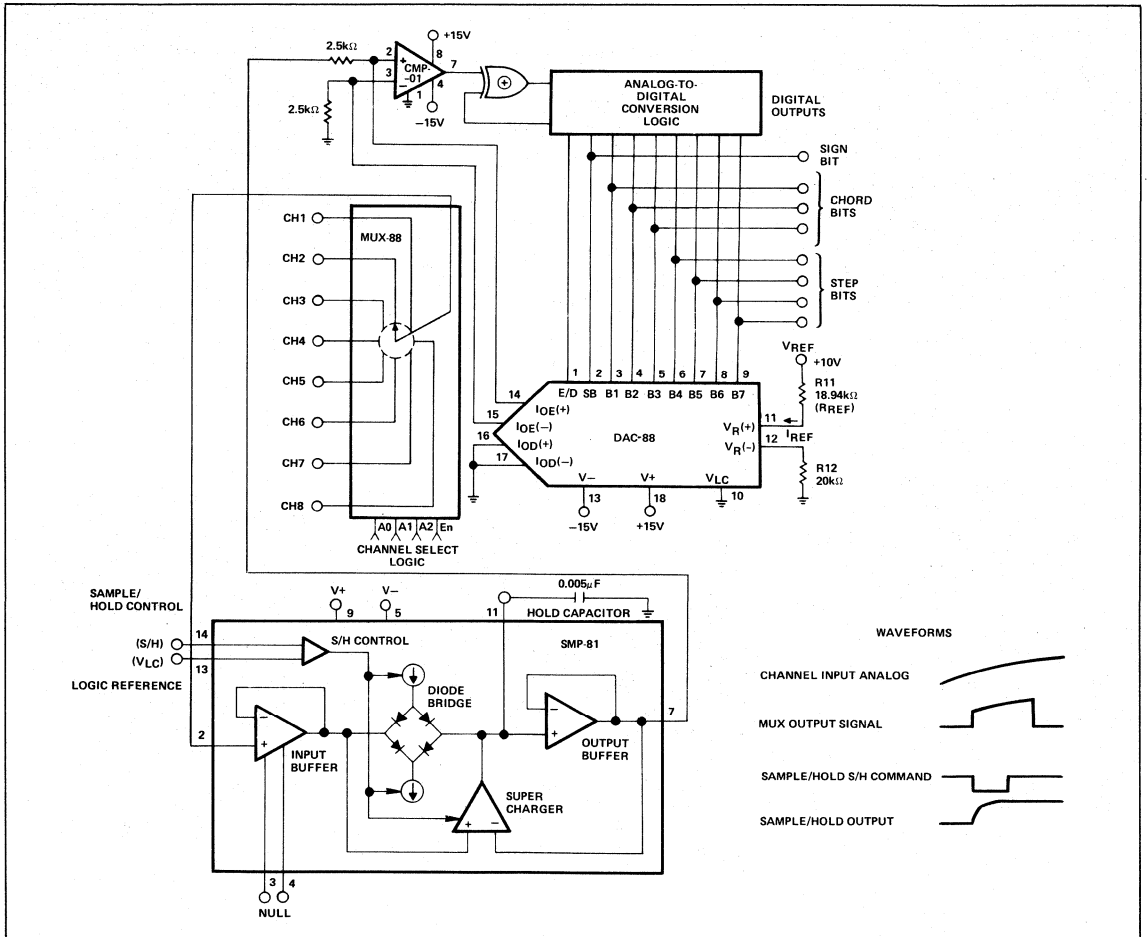 +15V
2.5kΩ
2
8
+
CMP-
-01
7
3
−
1
4
2.5kΩ
−15V
+
ANALOG-TO-
DIGITAL
CONVERSION
LOGIC
DIGITAL
OUTPUTS
SIGN
BIT
CHORD
BITS
STEP
BITS
CH1
CH2
CH3
CH4
CH5
CH6
CH7
CH8
MUX-88
A0 A1 A2 En
CHANNEL SELECT
LOGIC
VREF
+10V
R11
18.94kΩ
(RREF)
1 2 3 4 5 6 7 8 9
E/D SB B1 B2 B3 B4 B5 B6 B7
14
IOE(+)
15
IOE(−)
16
IOD(+)
17
IOD(−)
DAC-88
VR(+)
11
IREF
VR(−)
12
R12
20kΩ
V−
V+
VLC
13
18
10
−15V
+15V
SAMPLE/
HOLD CONTROL
V+
V−
9
5
0.005μF
11
HOLD CAPACITOR
14
(S/H)
(VLC)
13
LOGIC REFERENCE
S/H CONTROL
SMP-81
DIODE
BRIDGE
−
+
2
INPUT
BUFFER
−
+
OUTPUT
BUFFER
7
SUPER
CHARGER
+ −
3 4
NULL
WAVEFORMS
CHANNEL INPUT ANALOG
MUX OUTPUT SIGNAL
SAMPLE/HOLD S/H COMMAND
SAMPLE/HOLD OUTPUT